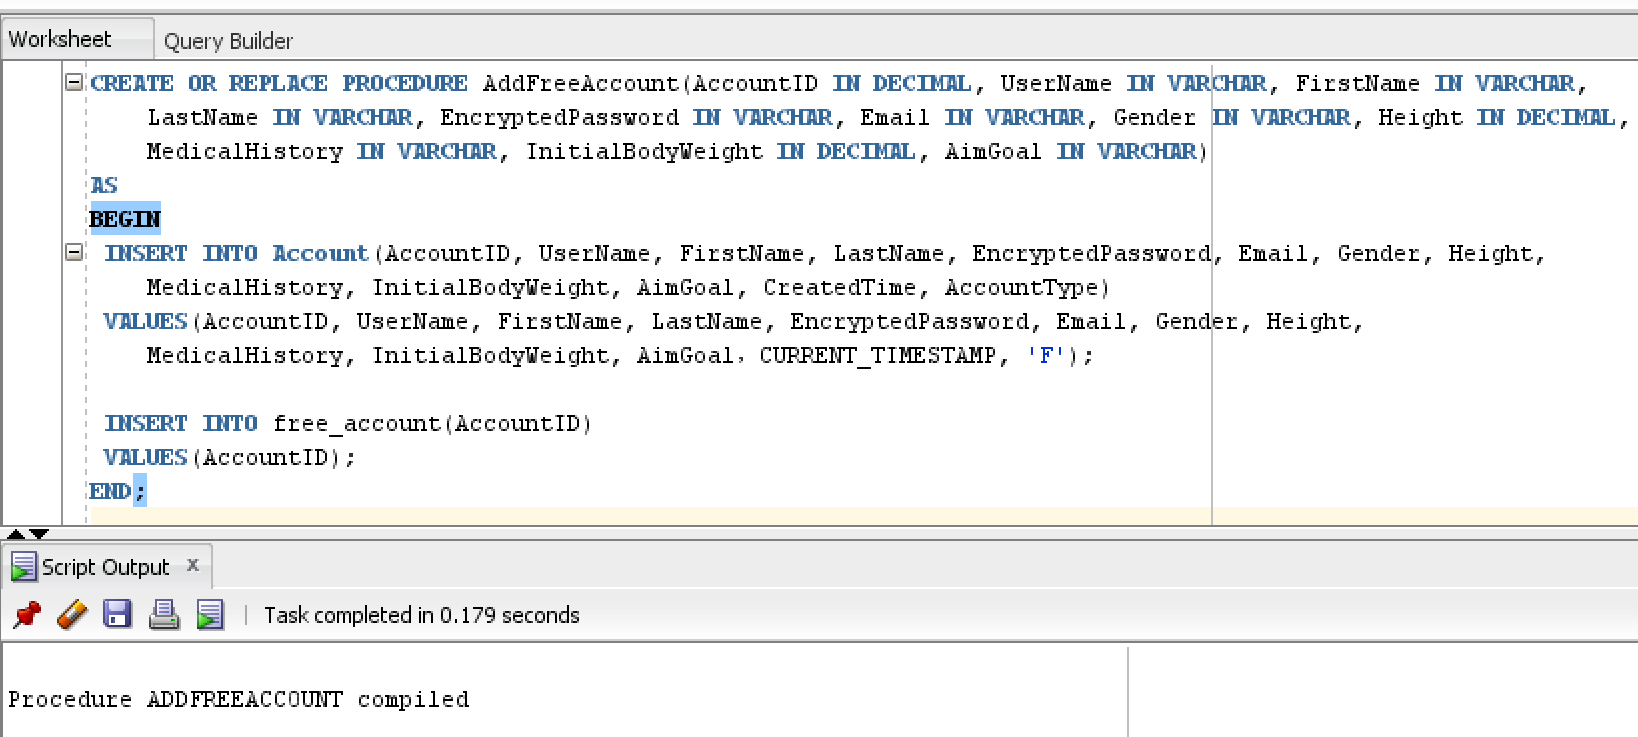 Worksheet Query Builder
CREATE OR REPLACE PROCEDURE AddFreeAccount(AccountID IN DECIMAL, UserName IN VARCHAR, FirstName IN VARCHAR,
LastName IN VARCHAR, EncryptedPassword IN VARCHAR, Email IN VARCHAR, Gender IN VARCHAR, Height IN DECIMAL,
MedicalHistory IN VARCHAR, InitialBodyWeight IN DECIMAL, AimGoal IN VARCHAR)
AS
BEGIN
INSERT INTO Account(AccountID, UserName, FirstName, LastName, EncryptedPassword, Email, Gender, Height,
MedicalHistory, InitialBodyWeight, AimGoal, CreatedTime, AccountType)
VALUES(AccountID, UserName, FirstName, LastName, EncryptedPassword, Email, Gender, Height,
MedicalHistory, InitialBodyWeight, AimGoal, CURRENT_TIMESTAMP, 'F');
INSERT INTO free_account(AccountID)
VALUES(AccountID);
END;
Script Output x
Task completed in 0.179 seconds
Procedure ADDFREEACCOUNT compiled